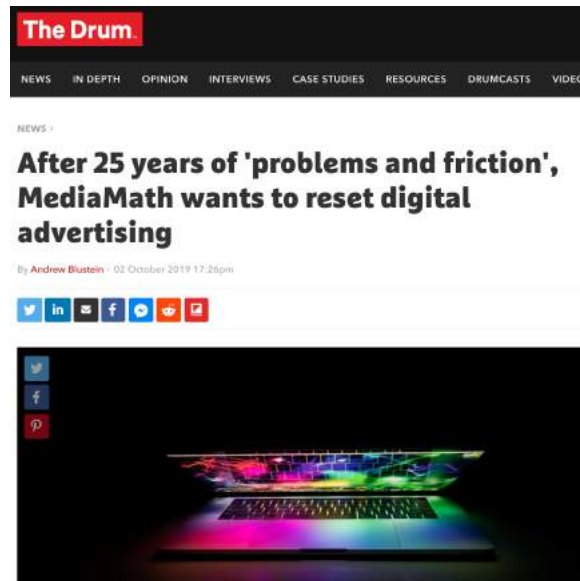 The Drum.
NEWS IN DEPTH OPINION INTERVIEWS CASE STUDIES RESOURCES DRUMCASTS VIDEO
NEWS ›
After 25 years of 'problems and friction',
MediaMath wants to reset digital
advertising
By Andrew Blustein - 02 October 2019 17:26pm